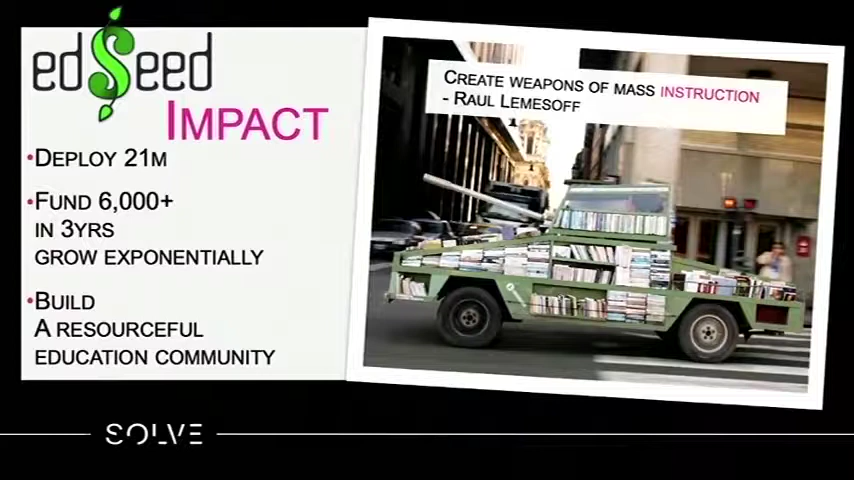 edSeed
IMPACT
•DEPLOY 21M
•FUND 6,000+
IN 3YRS
GROW EXPONENTIALLY
•BUILD
A RESOURCEFUL
EDUCATION COMMUNITY
CREATE WEAPONS OF MASS INSTRUCTION
- RAUL LEMESOFF
SOLVE